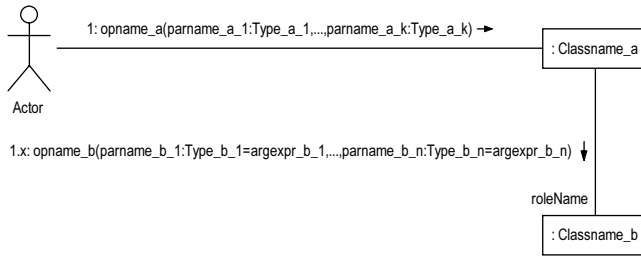 1: opname_a(parname_a_1:Type_a_1,...,parname_a_k:Type_a_k)
: Classname_a
Actor
1.x: opname_b(parname_b_1:Type_b_1=argexpr_b_1,...,parname_b_n:Type_b_n=argexpr_b_n)
roleName
: Classname_b